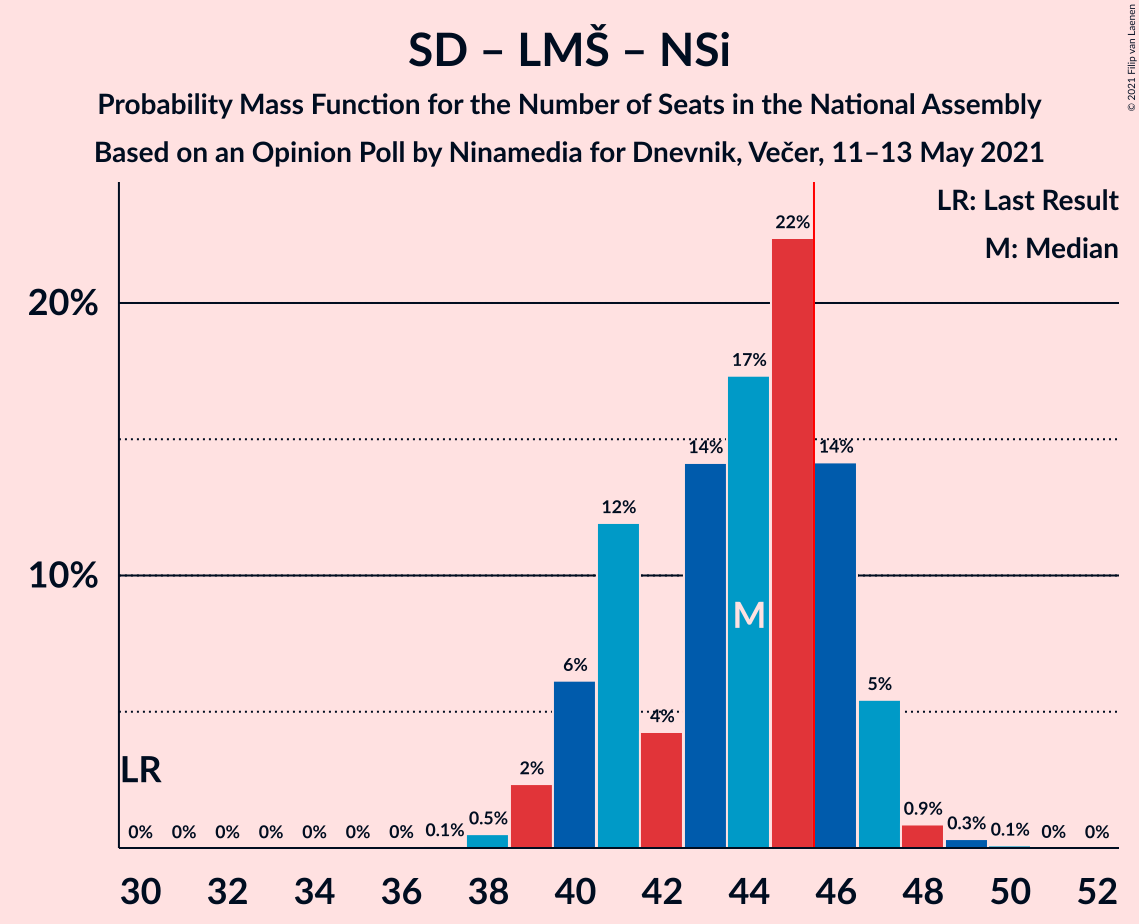 SD – LMŠ – NSi
Probability Mass Function for the Number of Seats in the National Assembly
Based on an Opinion Poll by Ninamedia for Dnevnik, Večer, 11–13 May 2021
© 2021 Filip van Laenen
LR: Last Result
M: Median
20%
10%
LR
M
0% 0% 0% 0% 0% 0% 0% 0.1% 0.5% 2% 6% 12% 4% 14% 17% 22% 14% 5% 0.9% 0.3% 0.1% 0% 0%
30 32 34 36 38 40 42 44 46 48 50 52